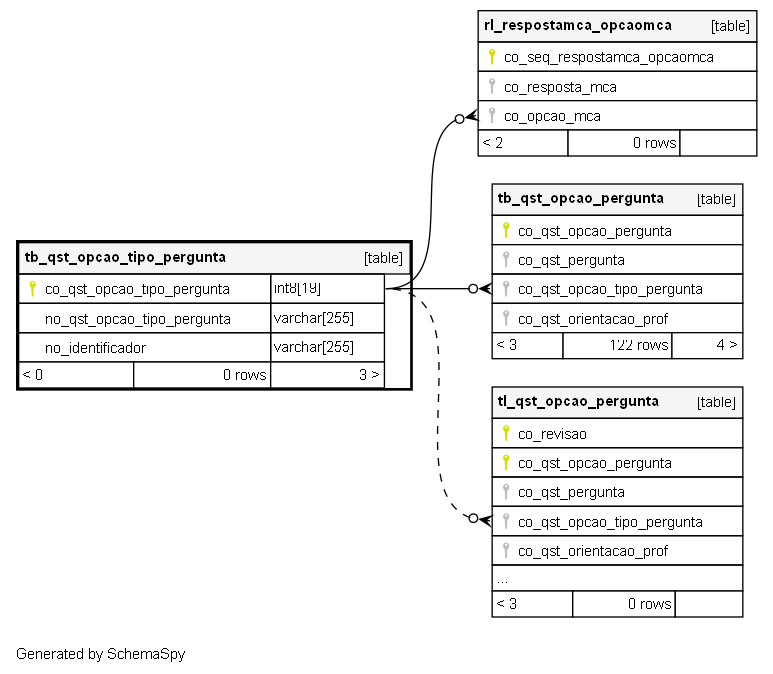 rl_respostamca_opcaomca [table]
co_seq_respostamca_opcaomca
co_resposta_mca
co_opcao_mca
< 2 0 rows
tb_qst_opcao_pergunta [table]
co_qst_opcao_pergunta
co_qst_pergunta
co_qst_opcao_tipo_pergunta
co_qst_orientacao_prof
< 3 122 rows 4 >
tb_qst_opcao_tipo_pergunta [table]
co_qst_opcao_tipo_pergunta int8[19]
no_qst_opcao_tipo_pergunta varchar[255]
no_identificador varchar[255]
< 0 0 rows 3 >
tl_qst_opcao_pergunta [table]
co_revisao
co_qst_opcao_pergunta
co_qst_pergunta
co_qst_opcao_tipo_pergunta
co_qst_orientacao_prof
...
< 3 0 rows
Generated by SchemaSpy